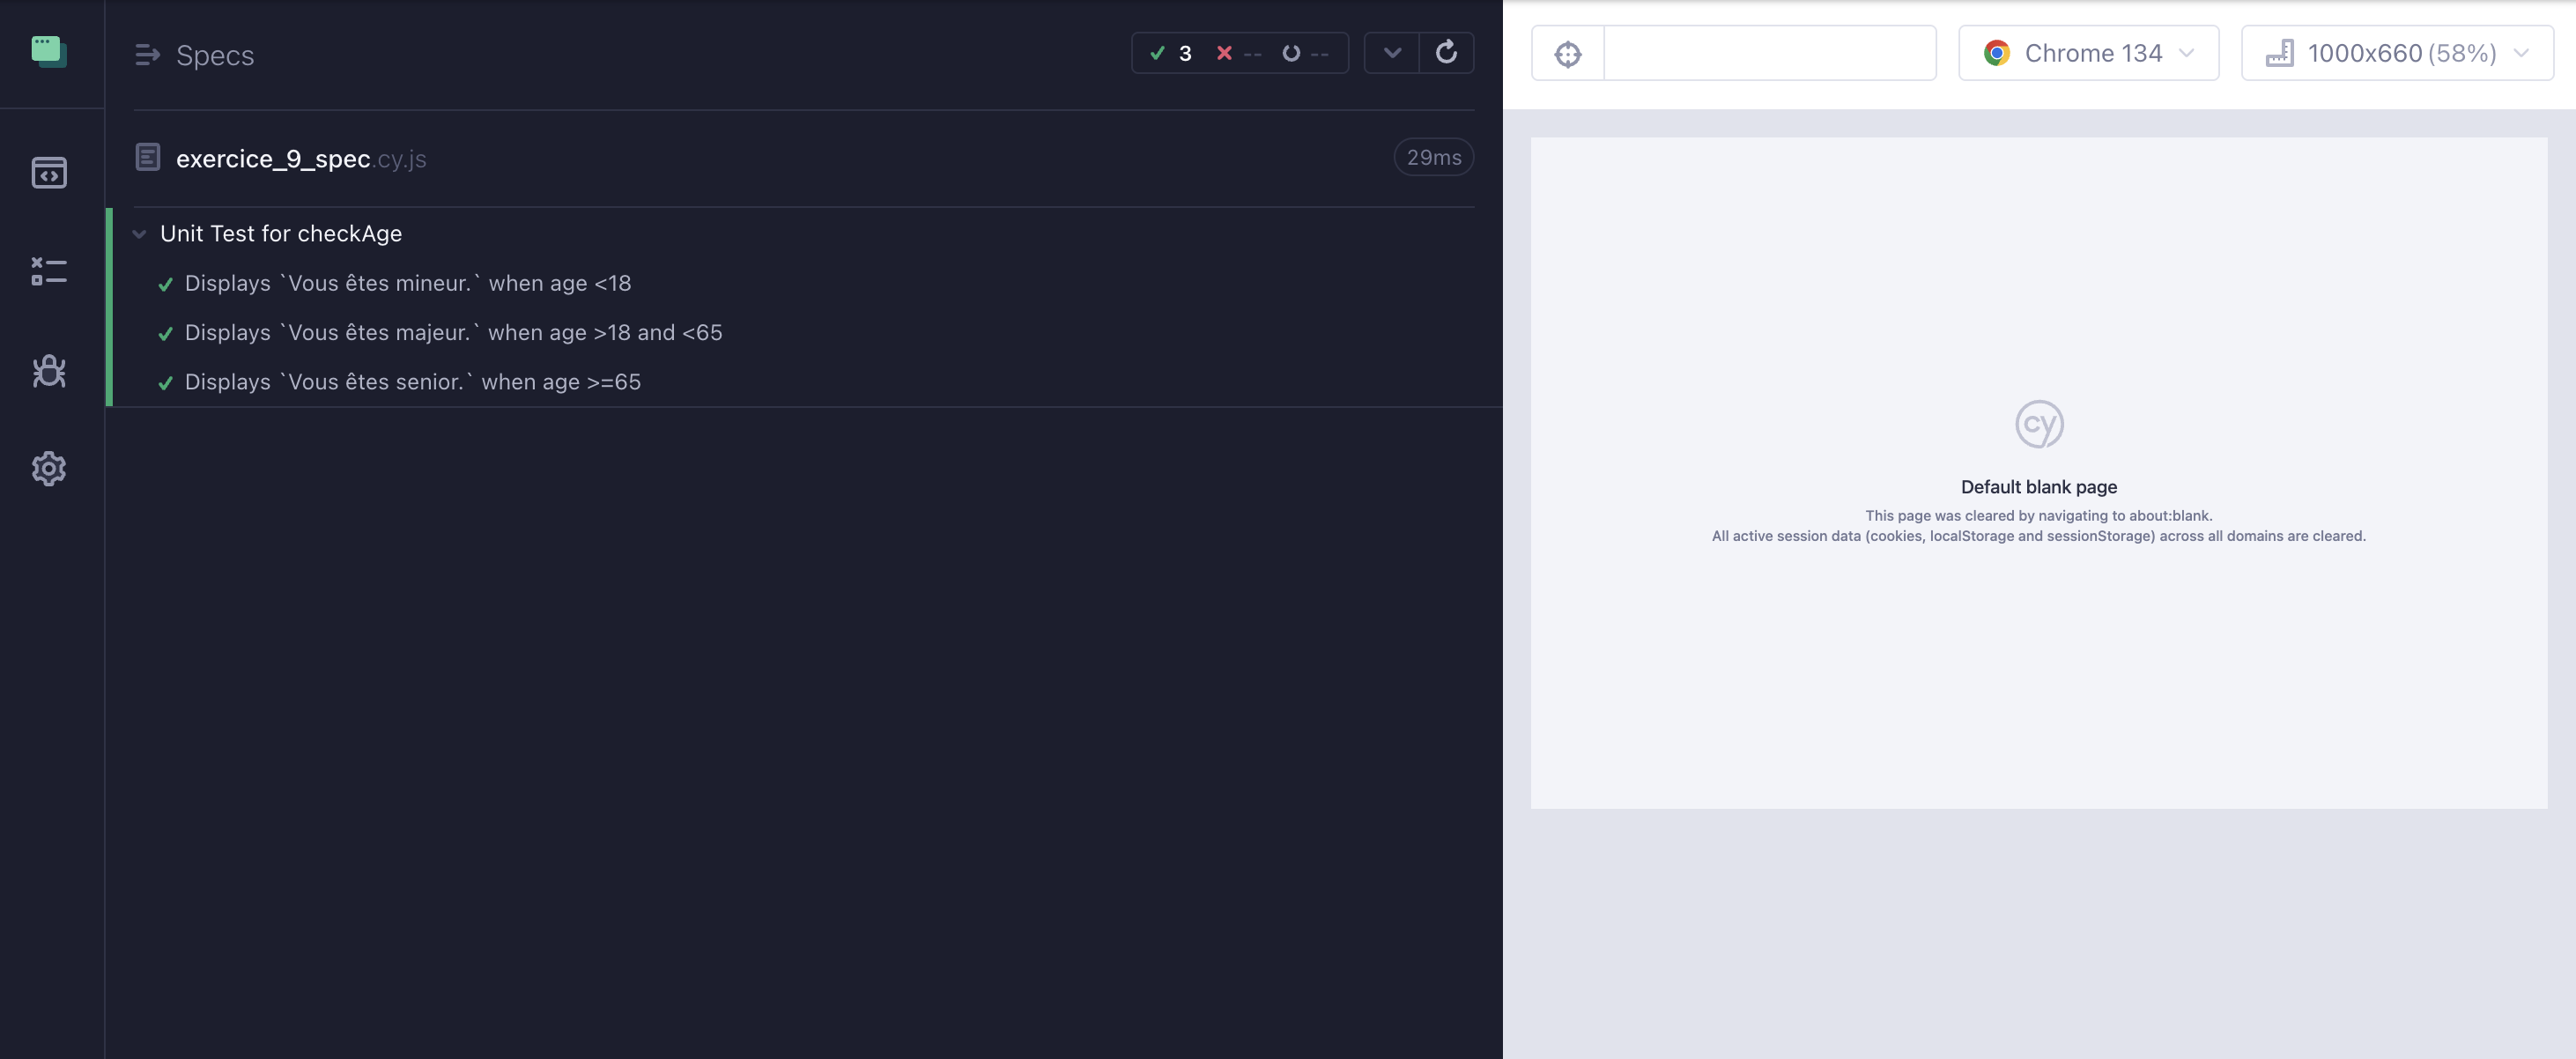 Specs
3 -- --
exercice_9_spec.cy.js
29ms
Unit Test for checkAge
Displays `Vous êtes mineur.` when age <18
Displays `Vous êtes majeur.` when age >18 and <65
Displays `Vous êtes senior.` when age >=65
Chrome 134
1000x660 (58%)
cy
Default blank page
This page was cleared by navigating to about:blank.
All active session data (cookies, localStorage and sessionStorage) across all domains are cleared.